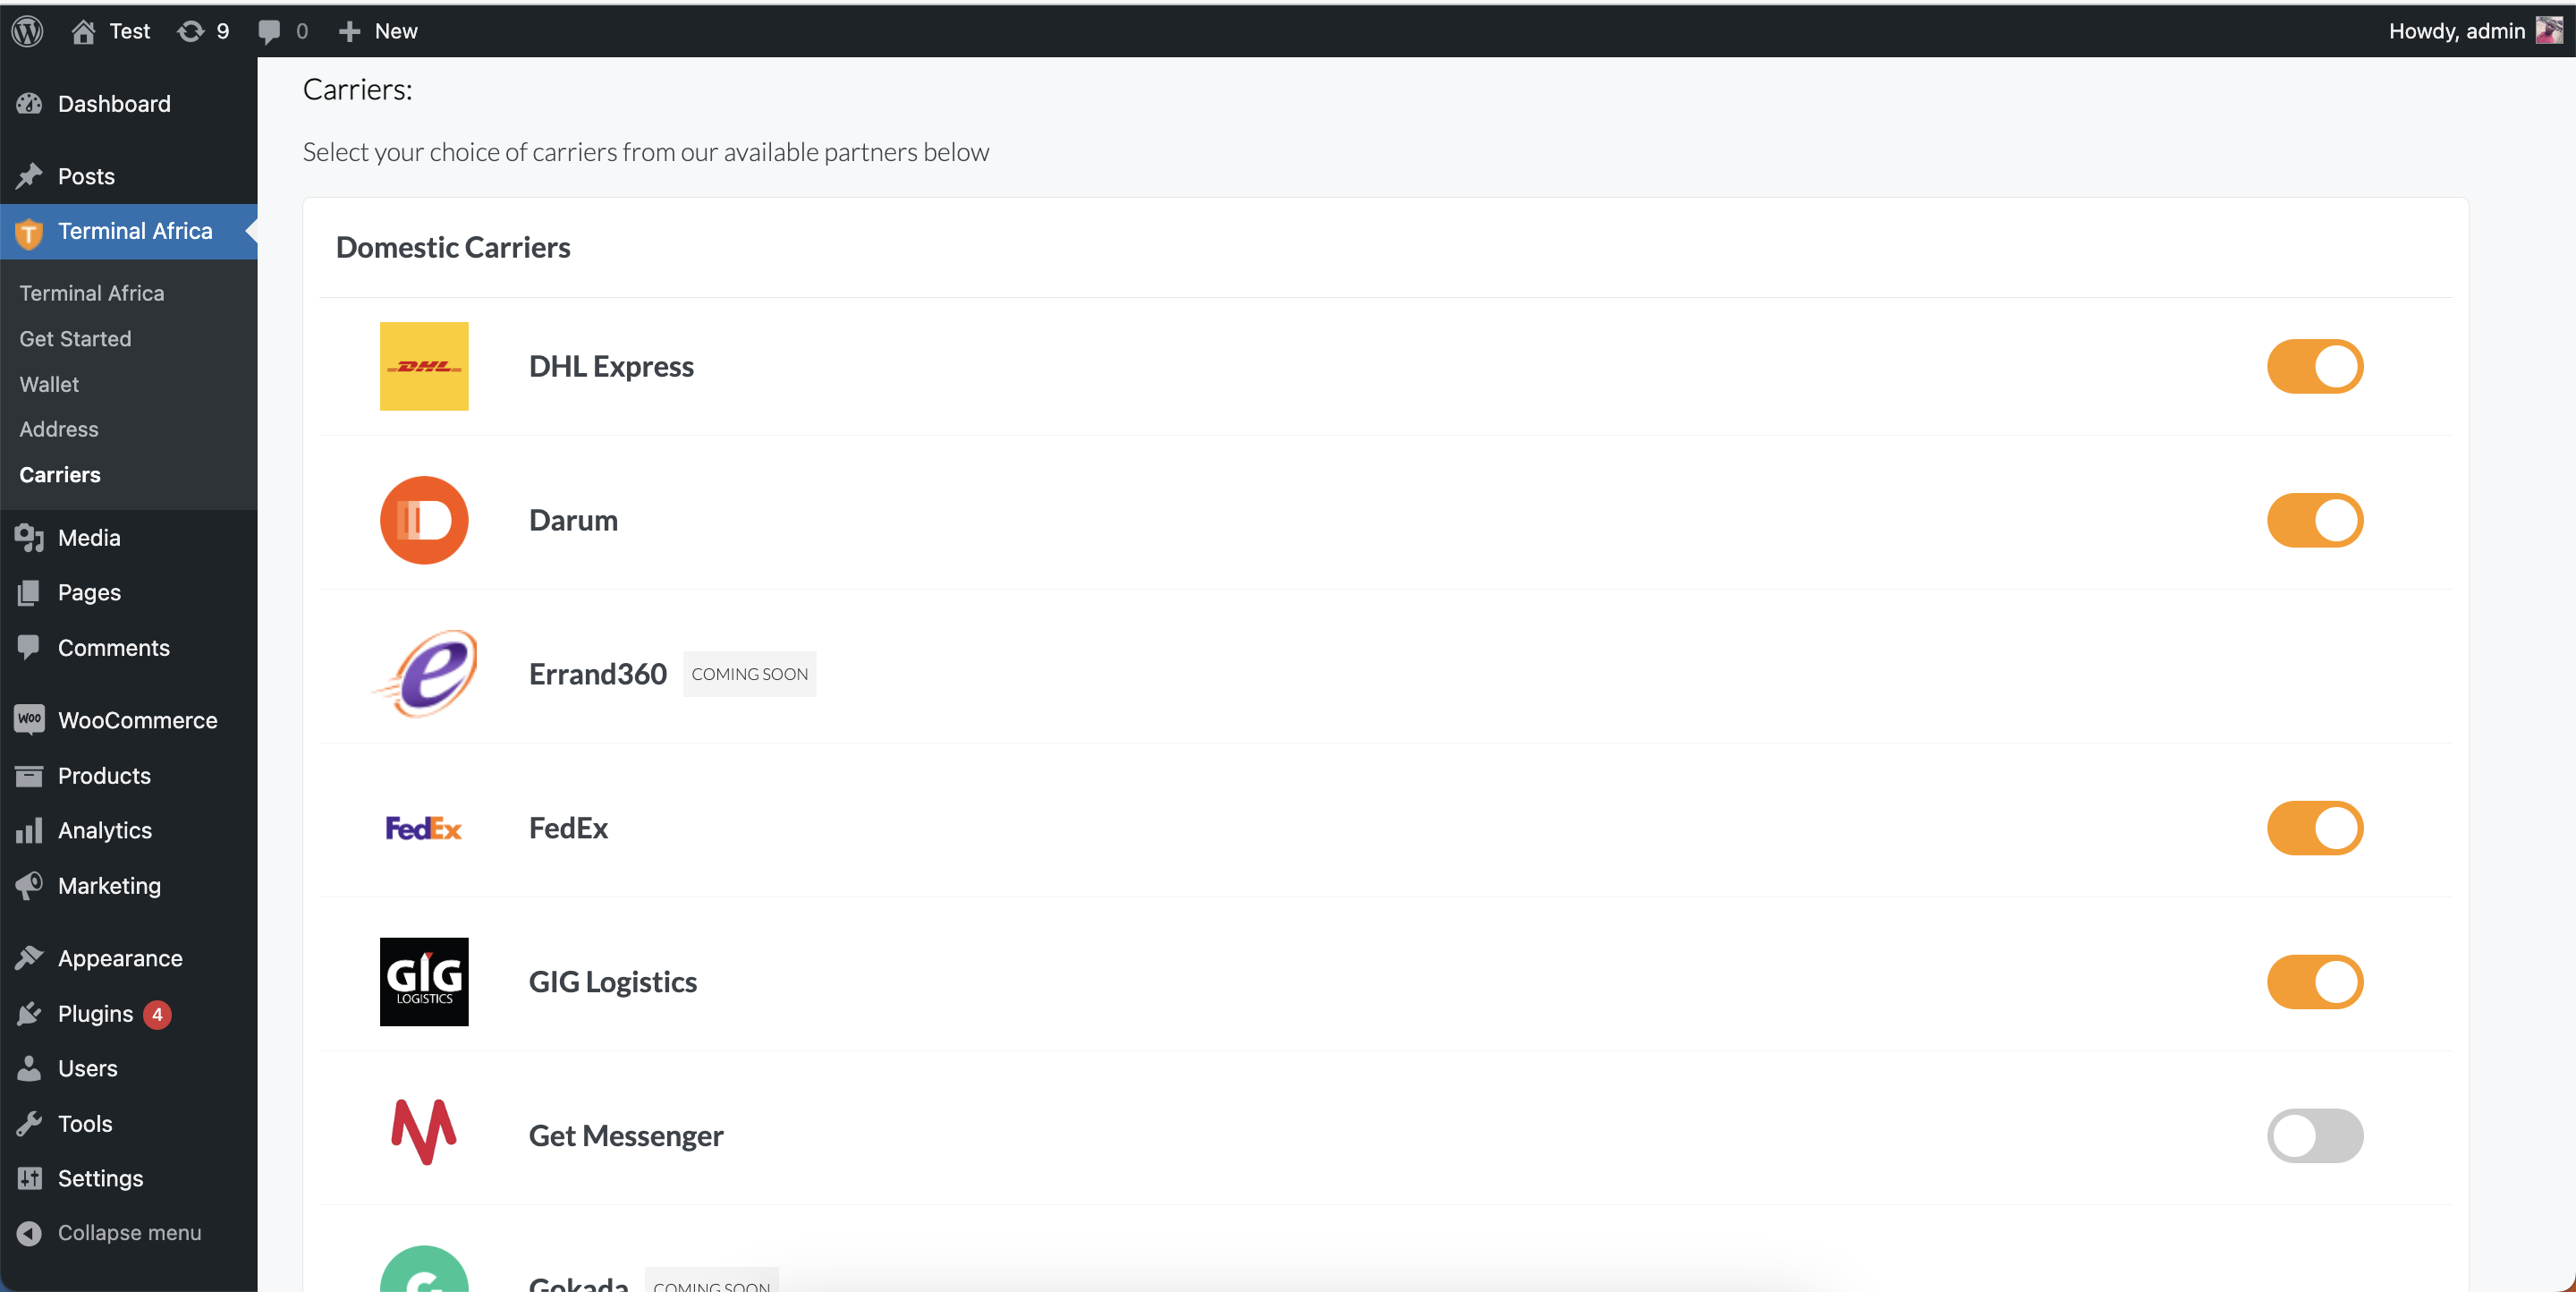 Test 9 0 New Howdy, admin
Dashboard
Posts
Terminal Africa
Terminal Africa
Get Started
Wallet
Address
Carriers
Media
Pages
Comments
WOO WooCommerce
Products
Analytics
Marketing
Appearance
Plugins 4
Users
Tools
Settings
Collapse menu
Carriers:
Select your choice of carriers from our available partners below
Domestic Carriers
DHL DHL Express
Darum
Errand360 COMING SOON
FedEx FedEx
GIG
LOGISTICS
GIG Logistics
Get Messenger
Gokada COMING SOON